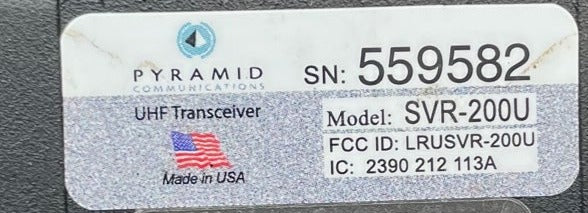 PYRAMID
COMMUNICATIONS
UHF Transceiver
Made in USA
SN: 559582
Model: SVR-200U
FCC ID: LRUSVR-200U
IC: 2390 212 113A